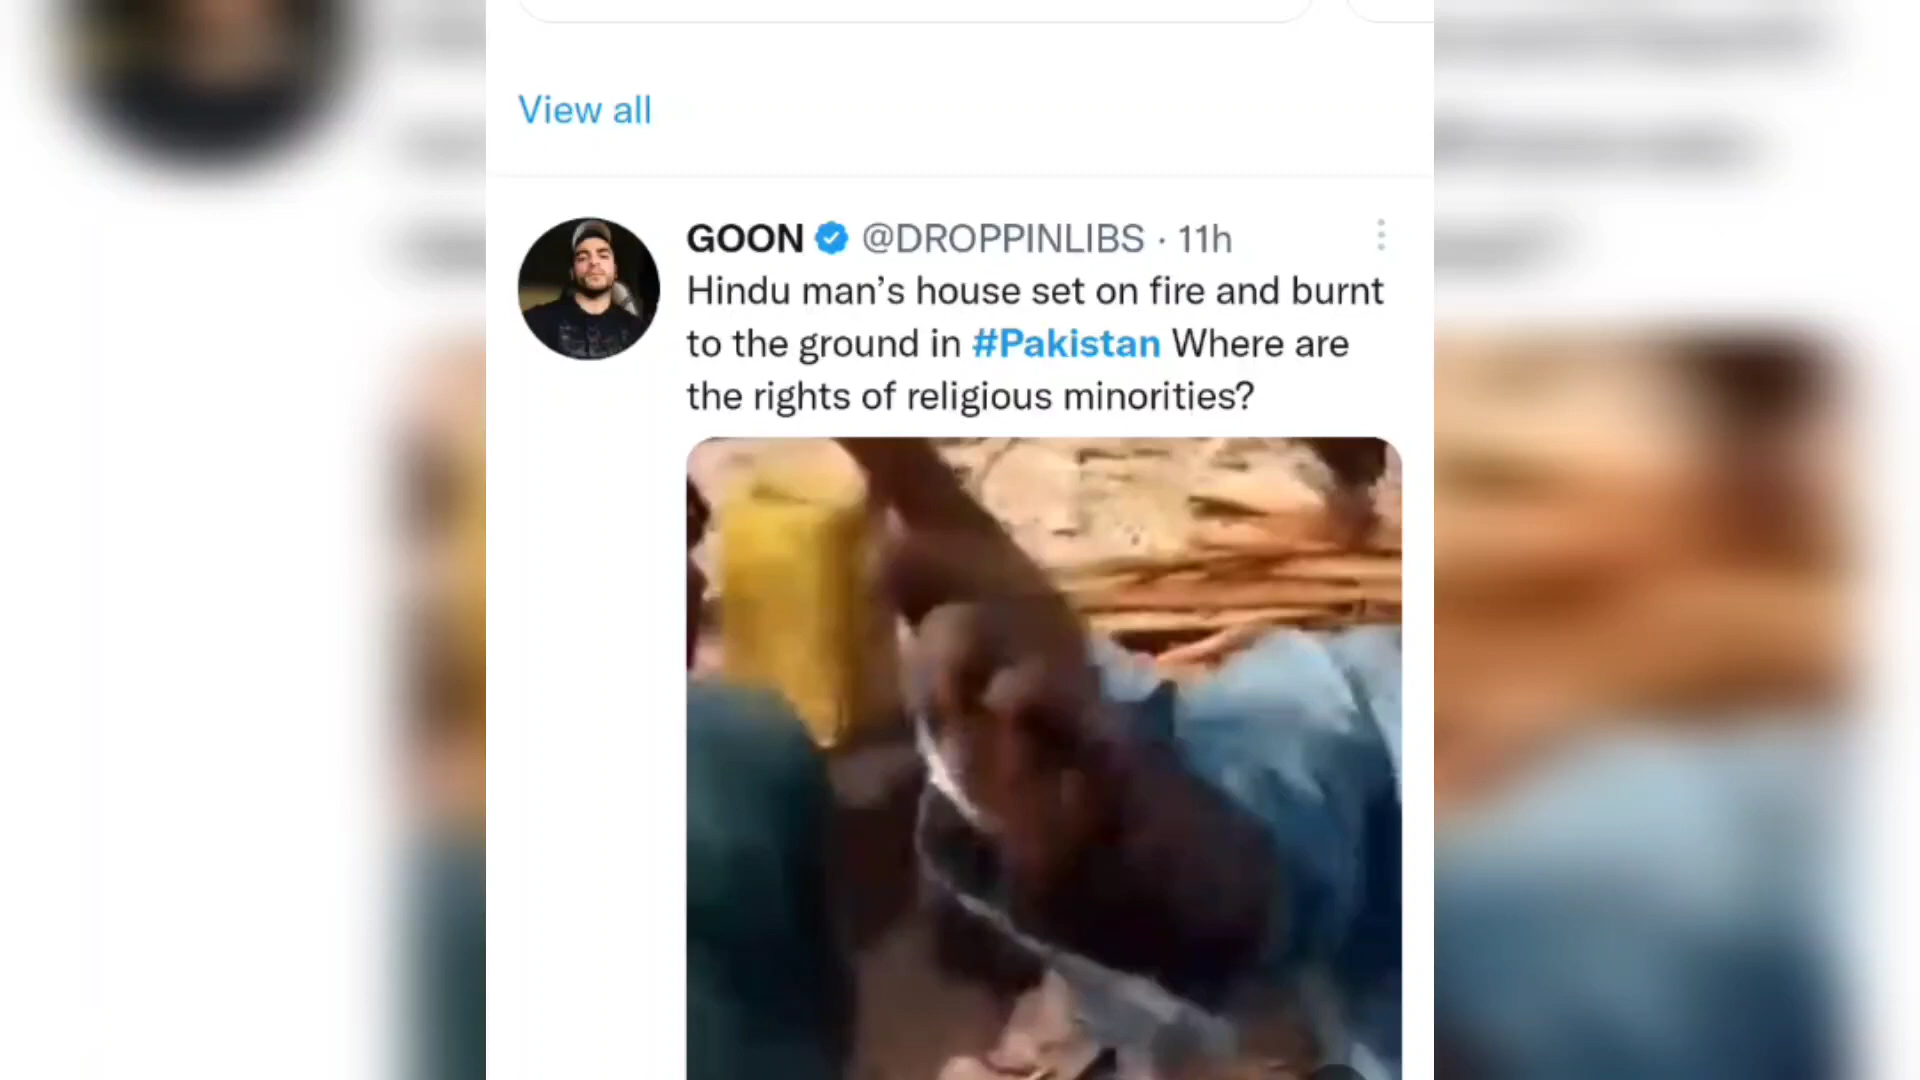 View all
GOON @DROPPINLIBS · 11h
Hindu man’s house set on fire and burnt
to the ground in #Pakistan Where are
the rights of religious minorities?